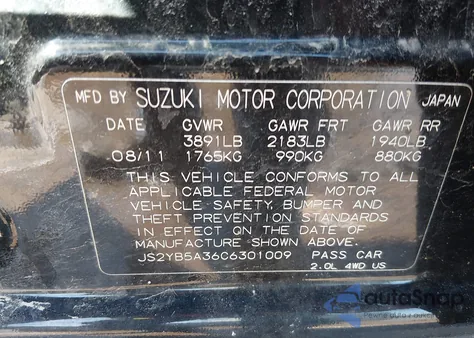 MFD BY SUZUKI MOTOR CORPORATION JAPAN
DATE GVWR GAWR FRT GAWR RR
3891LB 2183LB 1940LB
08/11 1765KG 990KG 880KG
THIS VEHICLE CONFORMS TO ALL
APPLICABLE FEDERAL MOTOR
VEHICLE SAFETY, BUMPER AND
THEFT PREVENTION STANDARDS
IN EFFECT ON THE DATE OF
MANUFACTURE SHOWN ABOVE.
JS2YB5A36C6301009 PASS CAR
2.0L 4WD US
autoSnap